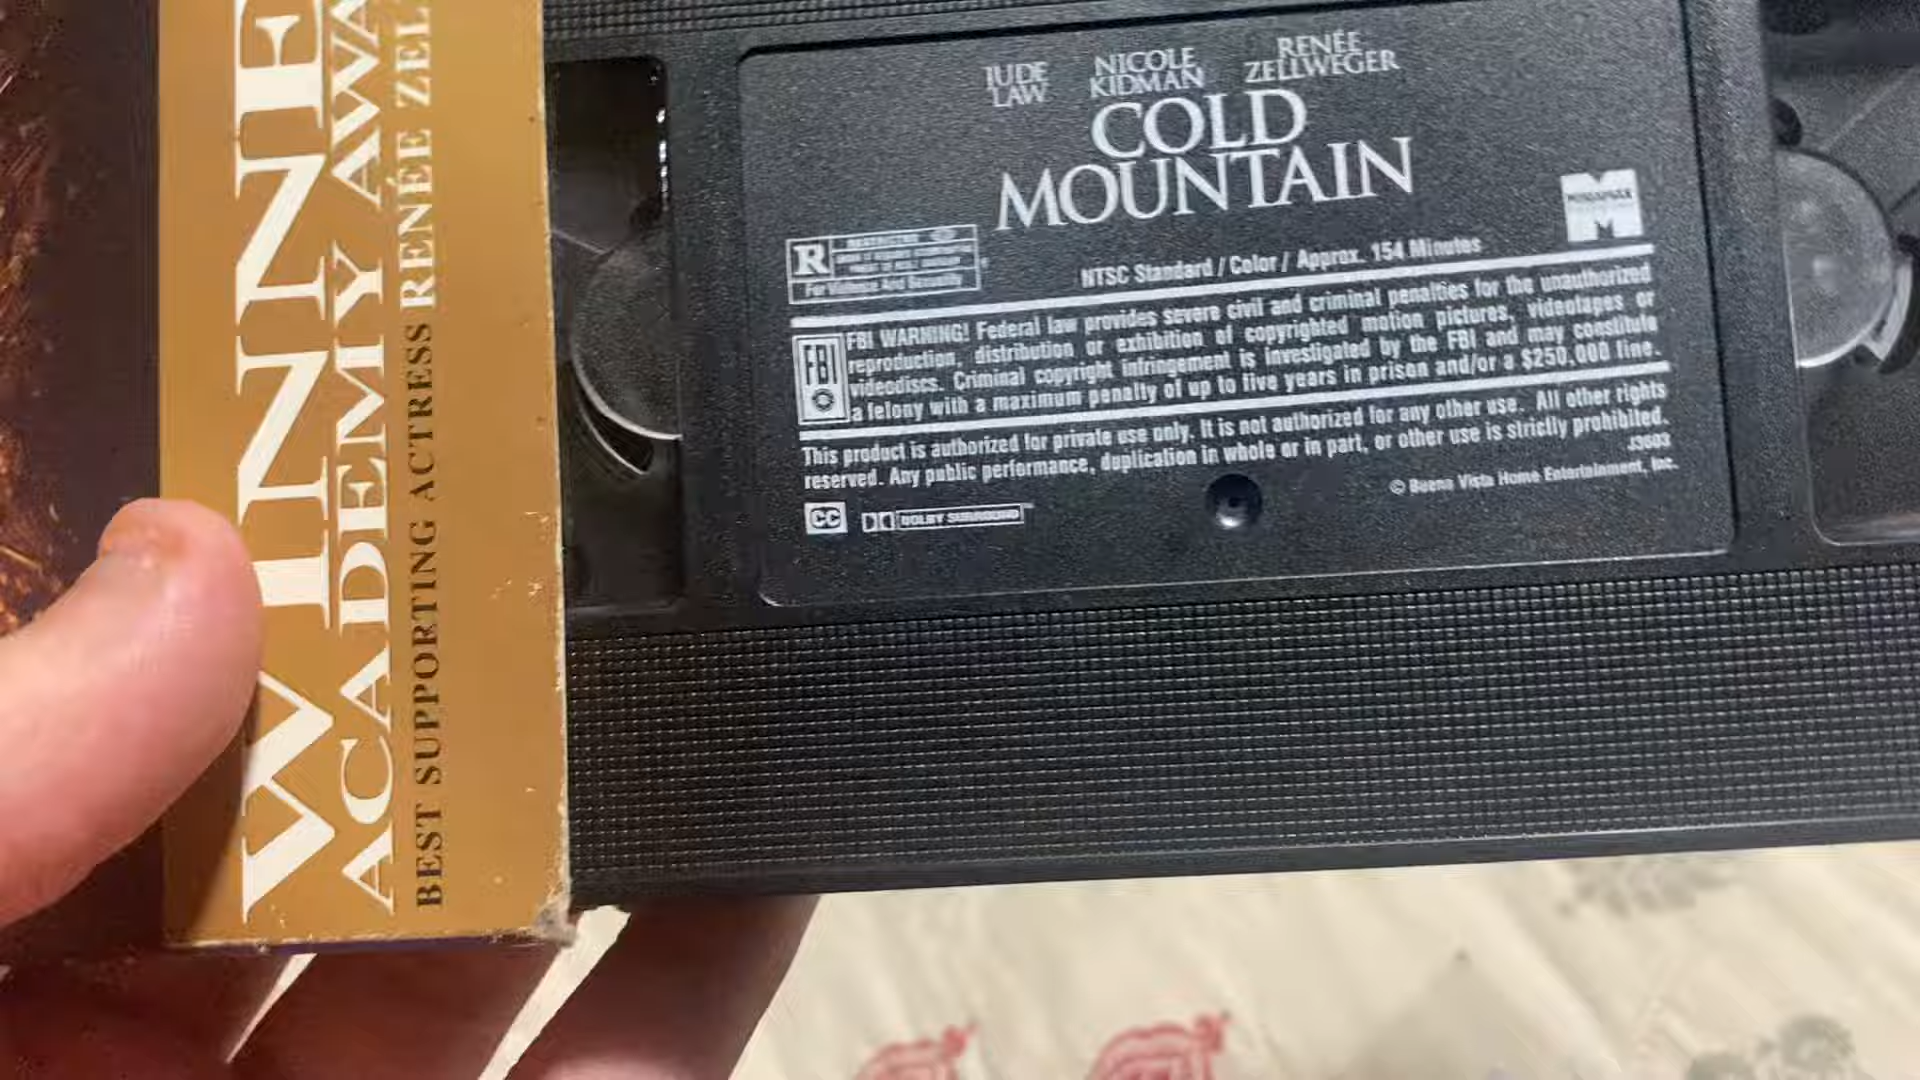 WINNE
ACADEMY AWA
BEST SUPPORTING ACTRESS RENÉE ZEL
JUDE LAW
NICOLE KIDMAN
RENÉE ZELLWEGER
COLD
MOUNTAIN
MIRAMAX
R RESTRICTED
For Violence And Sexuality
NTSC Standard / Color / Approx. 154 Minutes
FBI
FBI WARNING! Federal law provides severe civil and criminal penalties for the unauthorized
reproduction, distribution or exhibition of copyrighted motion pictures, videotapes or
videodiscs. Criminal copyright infringement is investigated by the FBI and may constitute
a felony with a maximum penalty of up to five years in prison and/or a $250,000 fine.
This product is authorized for private use only. It is not authorized for any other use. All other rights
reserved. Any public performance, duplication in whole or in part, or other use is strictly prohibited.
33603
© Buena Vista Home Entertainment, Inc.
CC DOLBY SURROUND